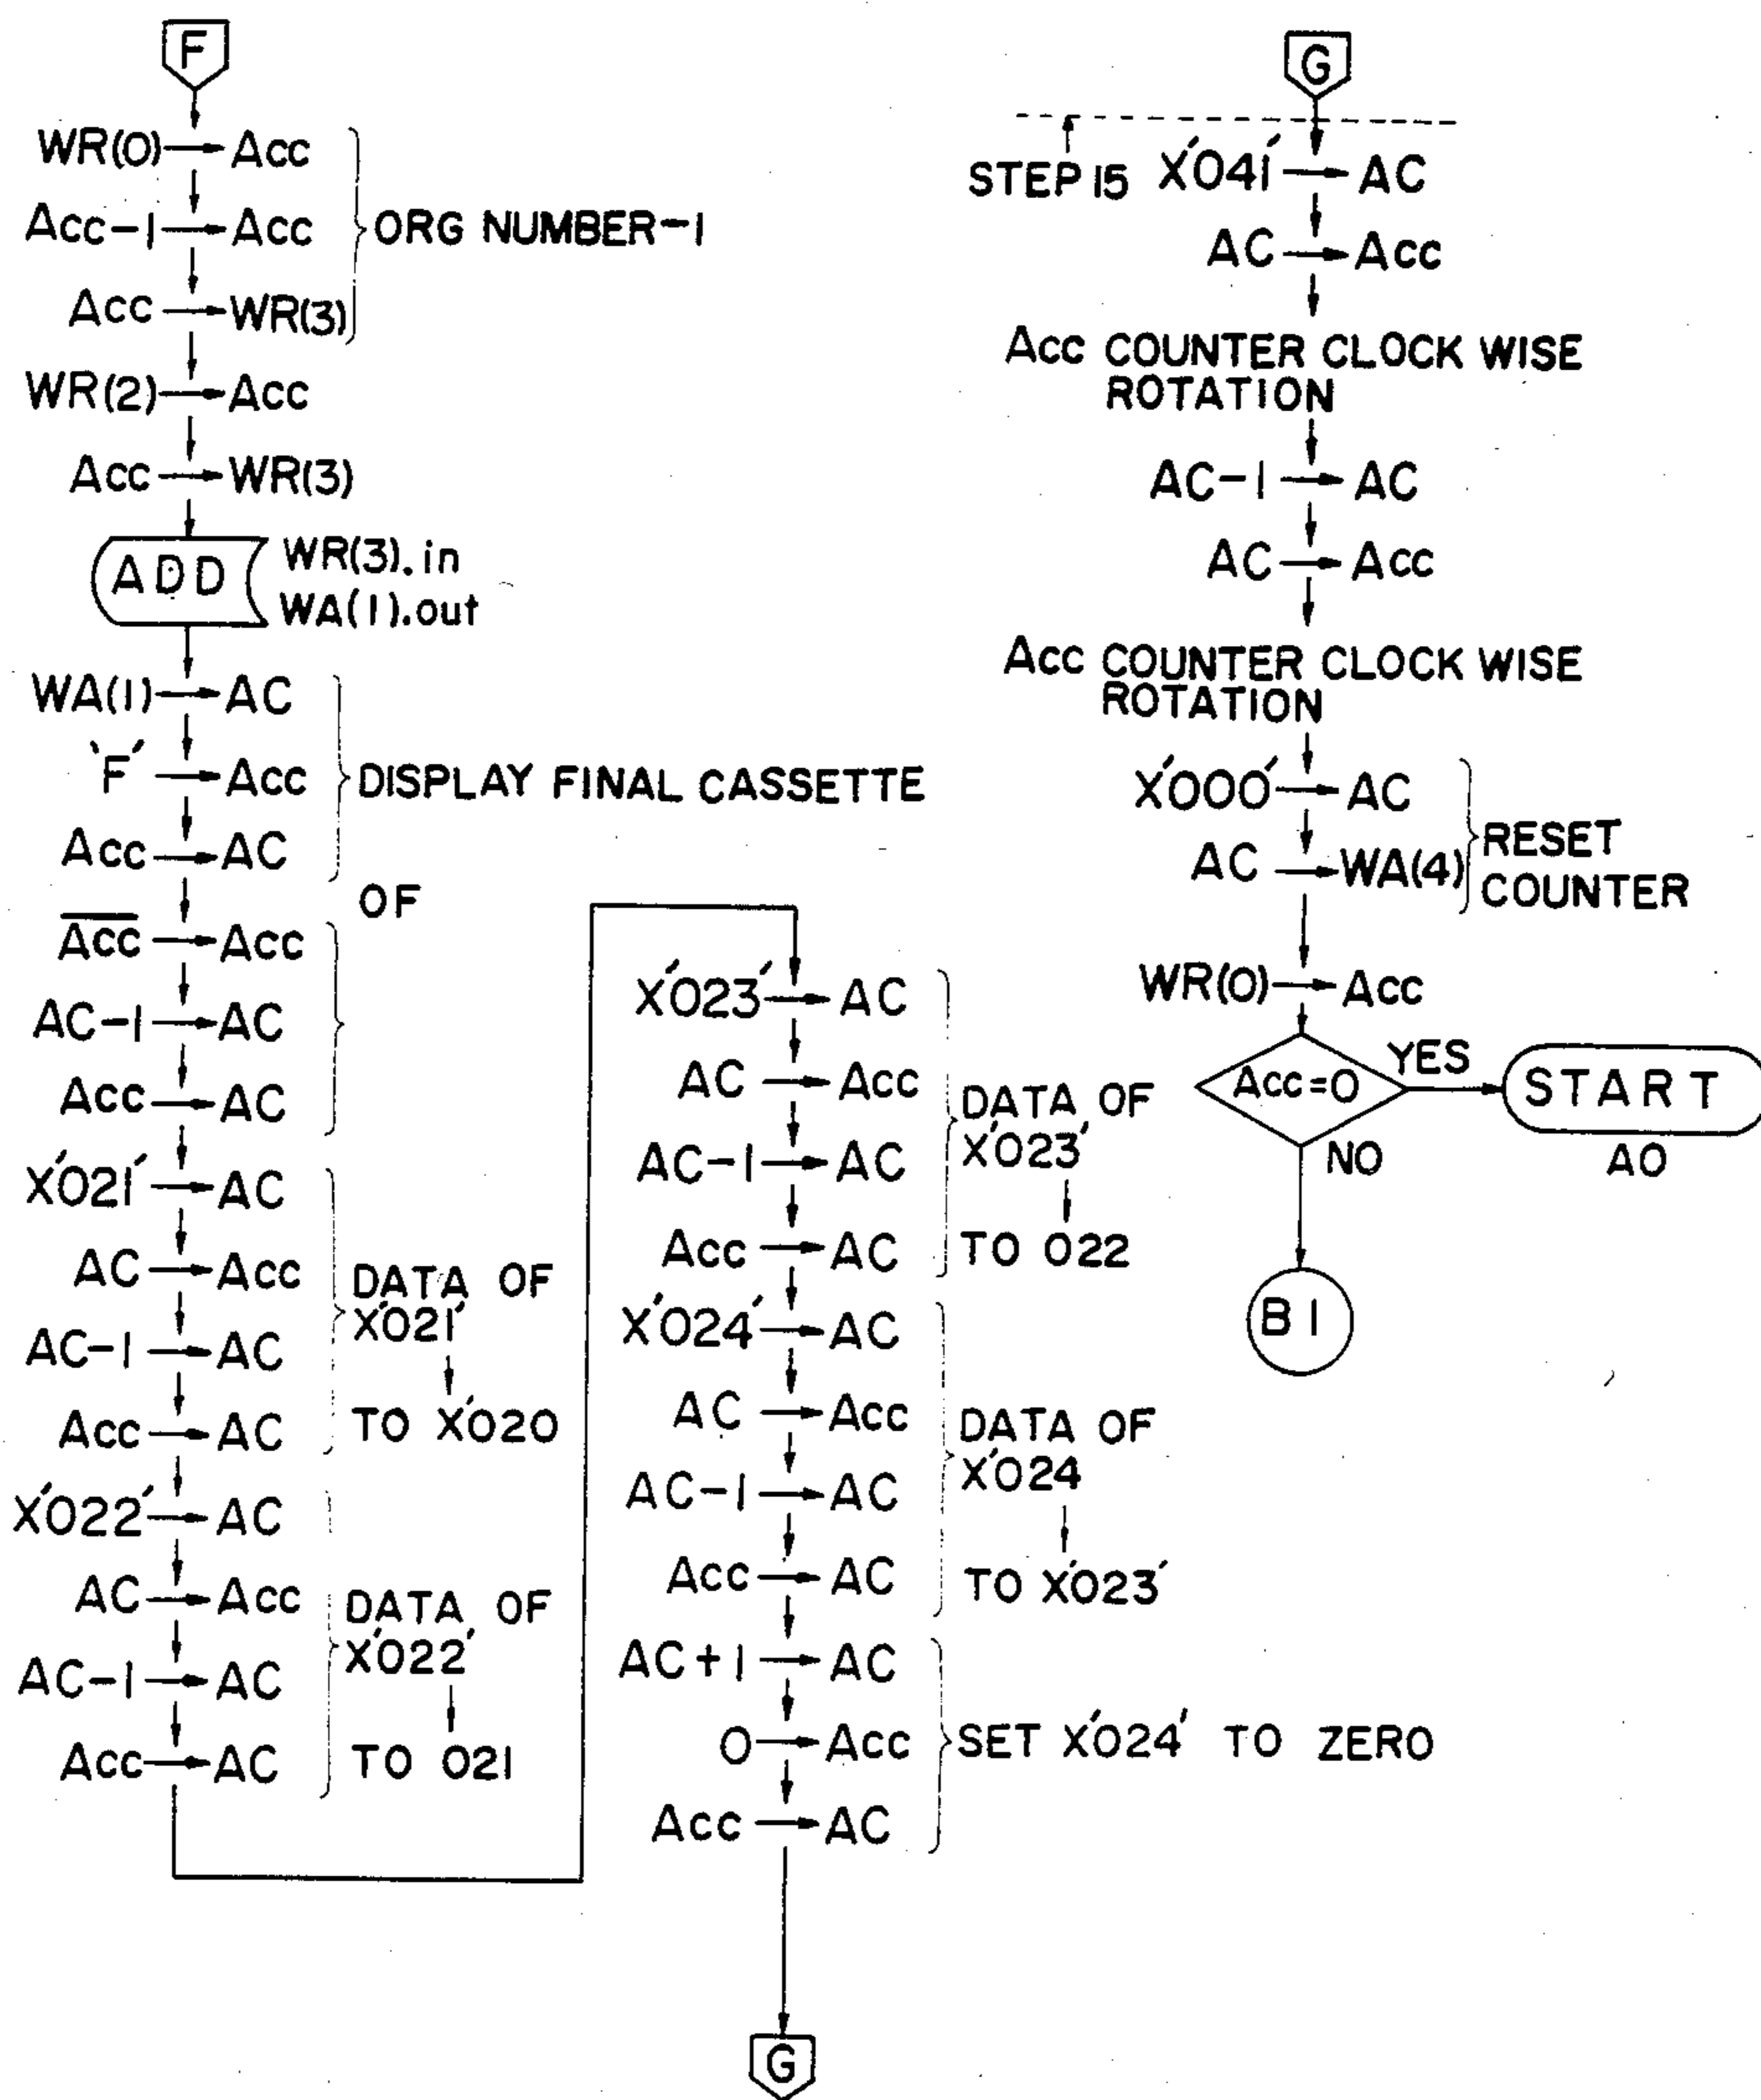 F
WR(0) → Acc
Acc-1 → Acc
Acc → WR(3)
ORG NUMBER-1
WR(2) → Acc
Acc → WR(3)
ADD
WR(3).in
WA(1).out
WA(1) → AC
'F' → Acc
Acc → AC
DISPLAY FINAL CASSETTE
OF
A̅c̅c̅ → Acc
AC-1 → AC
Acc → AC
X'021' → AC
AC → Acc
AC-1 → AC
Acc → AC
DATA OF
X'021'
TO X'020
X'022' → AC
AC → Acc
AC-1 → AC
Acc → AC
DATA OF
X'022'
TO 021
X'023' → AC
AC → Acc
AC-1 → AC
Acc → AC
DATA OF
X'023'
TO 022
X'024' → AC
AC → Acc
AC-1 → AC
Acc → AC
DATA OF
X'024
TO X'023'
AC+1 → AC
0 → Acc
Acc → AC
SET X'024' TO ZERO
G
G
STEP 15
X'041' → AC
AC → Acc
Acc COUNTER CLOCK WISE
ROTATION
AC-1 → AC
AC → Acc
Acc COUNTER CLOCK WISE
ROTATION
X'000' → AC
AC → WA(4)
RESET
COUNTER
WR(0) → Acc
Acc=0
YES
START
AO
NO
B1